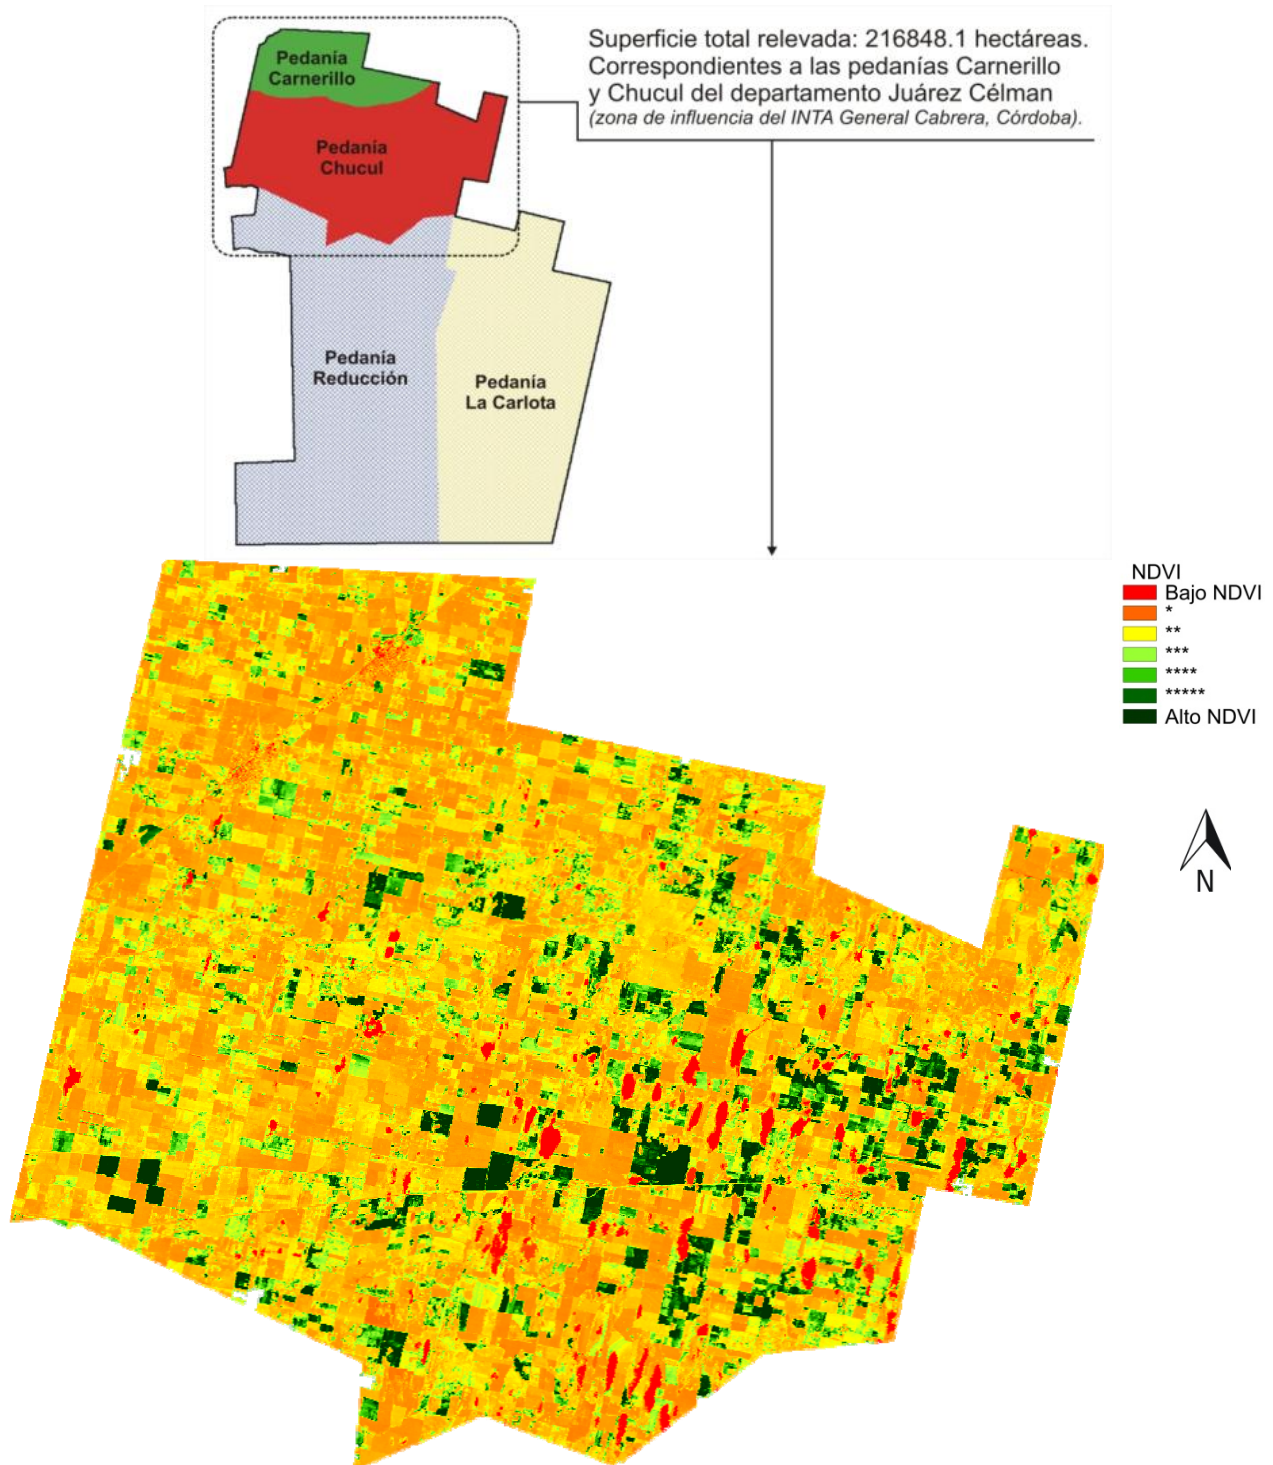 Pedanía
Carnerillo
Pedanía
Chucul
Superficie total relevada: 216848.1 hectáreas.
Correspondientes a las pedanías Carnerillo
y Chucul del departamento Juárez Célman
(zona de influencia del INTA General Cabrera, Córdoba).
Pedanía
Reducción
Pedanía
La Carlota
NDVI
Bajo NDVI
*
**
***
****
*****
Alto NDVI
N